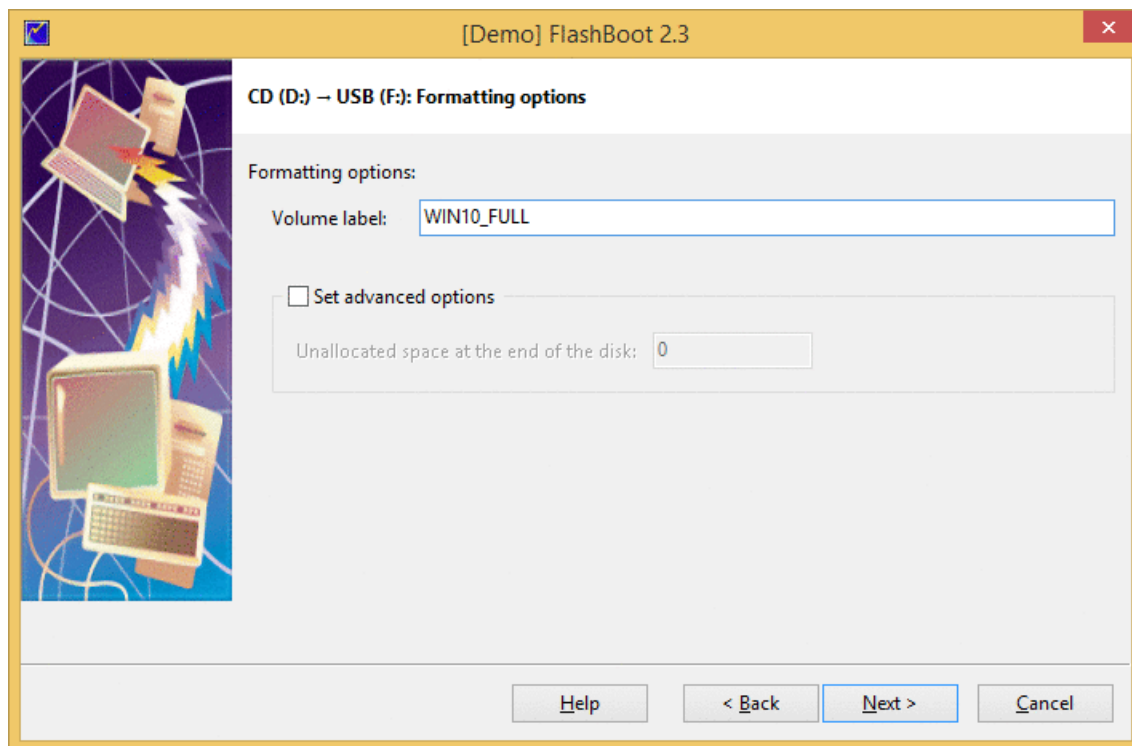 [Demo] FlashBoot 2.3
CD (D:) → USB (F:): Formatting options
Formatting options:
Volume label: WIN10_FULL
Set advanced options
Unallocated space at the end of the disk: 0
Help < Back Next > Cancel